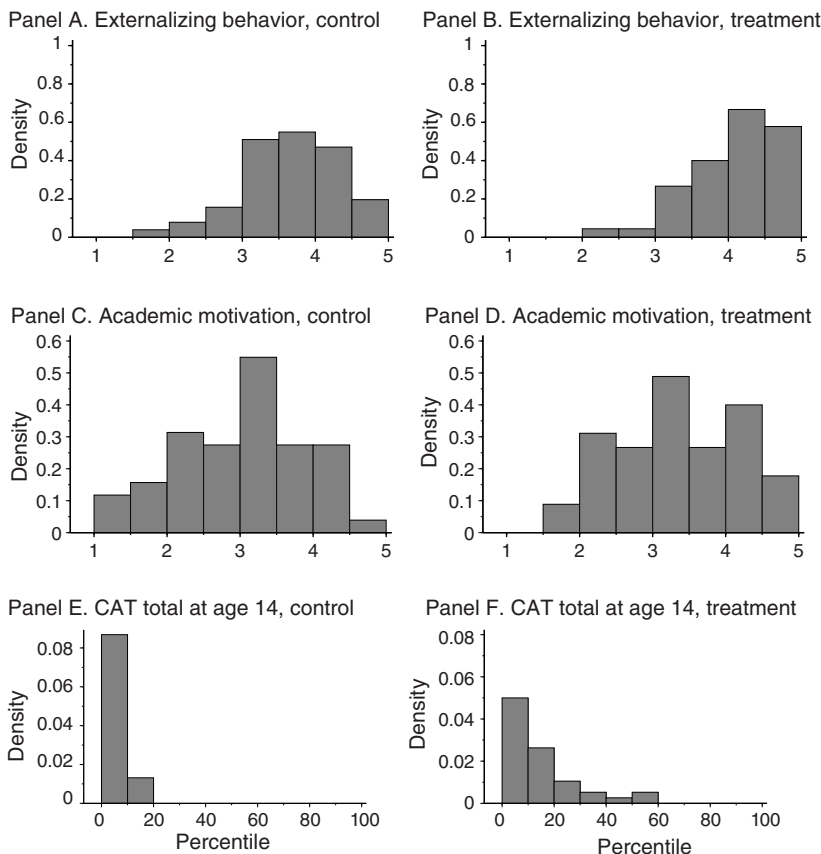 Panel A. Externalizing behavior, control
1
0.8
0.6
0.4
0.2
0
Density
1 2 3 4 5
Panel B. Externalizing behavior, treatment
1
0.8
0.6
0.4
0.2
0
Density
1 2 3 4 5
Panel C. Academic motivation, control
0.6
0.5
0.4
0.3
0.2
0.1
0
Density
1 2 3 4 5
Panel D. Academic motivation, treatment
0.6
0.5
0.4
0.3
0.2
0.1
0
Density
1 2 3 4 5
Panel E. CAT total at age 14, control
0.08
0.06
0.04
0.02
0
Density
0 20 40 60 80 100
Percentile
Panel F. CAT total at age 14, treatment
0.08
0.06
0.04
0.02
0
Density
0 20 40 60 80 100
Percentile